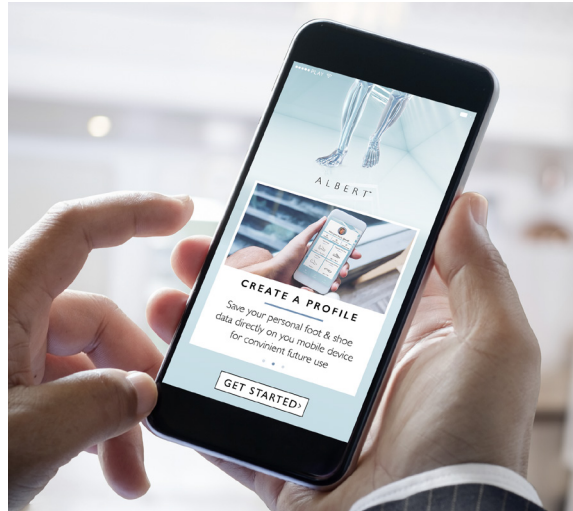 ALBERT™
CREATE A PROFILE
Save your personal foot & shoe
data directly on you mobile device
for convinient future use
GET STARTED>